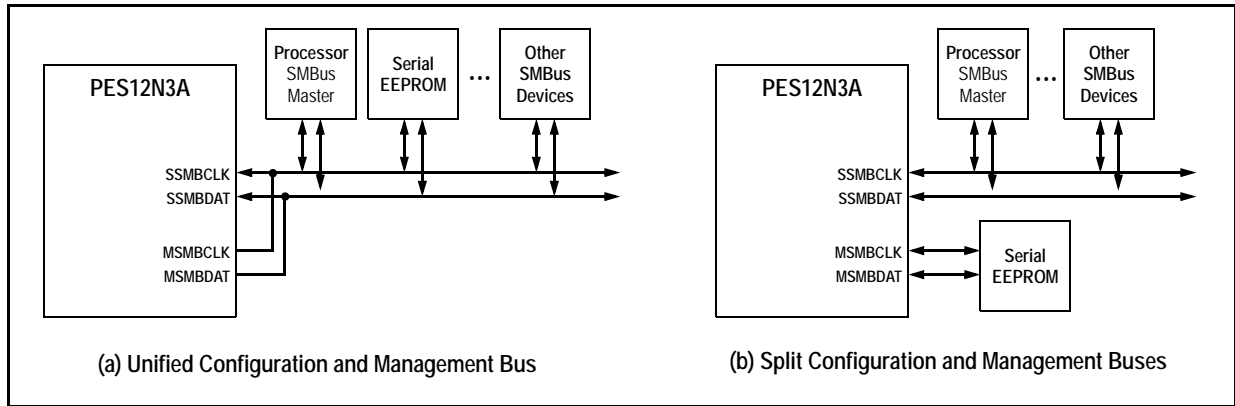 PES12N3A
Processor
SMBus
Master
Serial
EEPROM
...
Other
SMBus
Devices
SSMBCLK
SSMBDAT
MSMBCLK
MSMBDAT
(a) Unified Configuration and Management Bus
PES12N3A
Processor
SMBus
Master
...
Other
SMBus
Devices
SSMBCLK
SSMBDAT
MSMBCLK
MSMBDAT
Serial
EEPROM
(b) Split Configuration and Management Buses